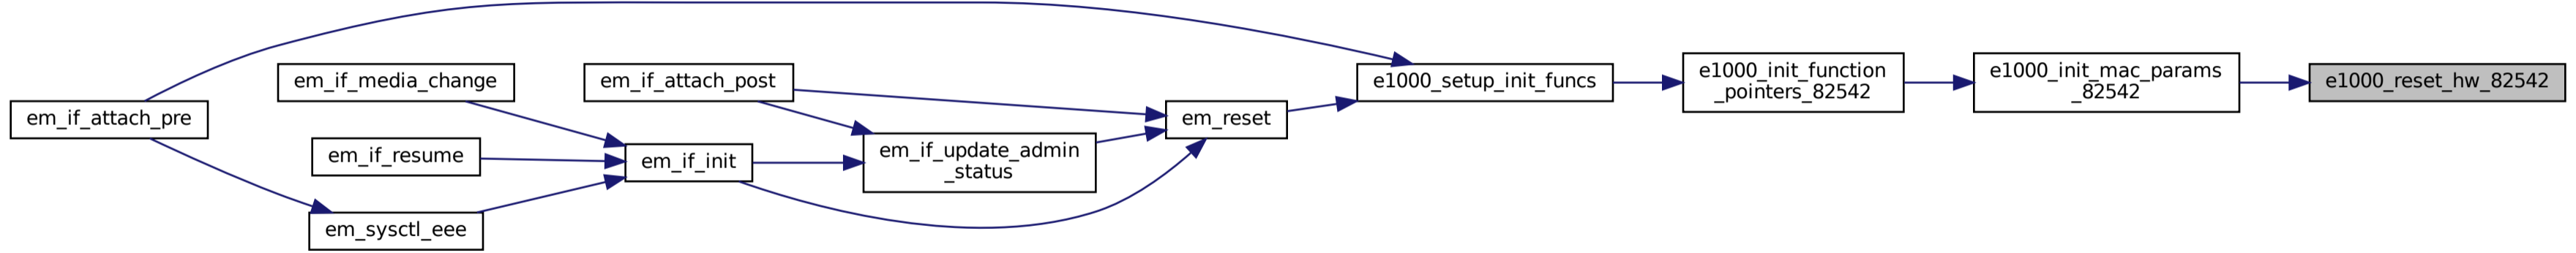 em_if_attach_pre
em_if_media_change
em_if_resume
em_sysctl_eee
em_if_attach_post
em_if_init
em_if_update_admin
_status
em_reset
e1000_setup_init_funcs
e1000_init_function
_pointers_82542
e1000_init_mac_params
_82542
e1000_reset_hw_82542